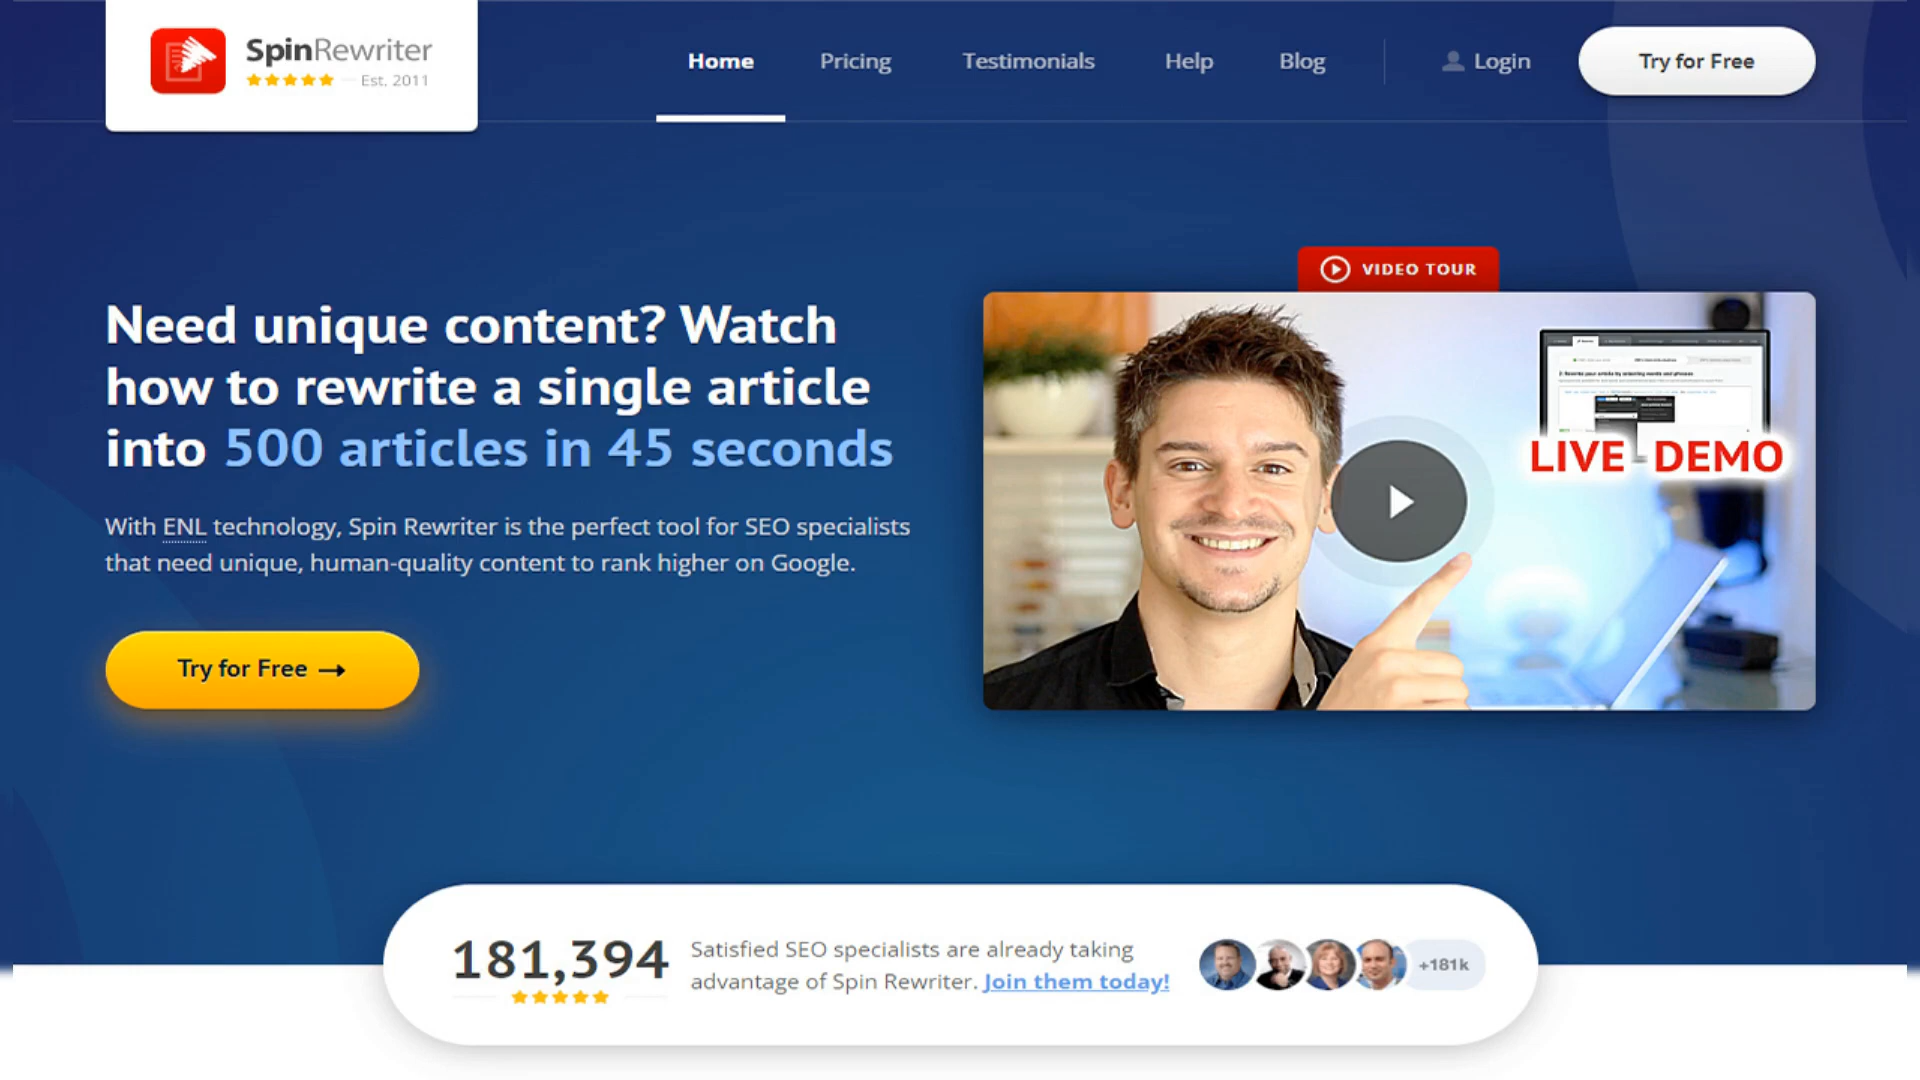 SpinRewriter
Est. 2011
Home
Pricing
Testimonials
Help
Blog
Login
Try for Free
VIDEO TOUR
Need unique content? Watch
how to rewrite a single article
into 500 articles in 45 seconds
With ENL technology, Spin Rewriter is the perfect tool for SEO specialists
that need unique, human-quality content to rank higher on Google.
Try for Free →
LIVE DEMO
181,394
Satisfied SEO specialists are already taking
advantage of Spin Rewriter. Join them today!
+181k